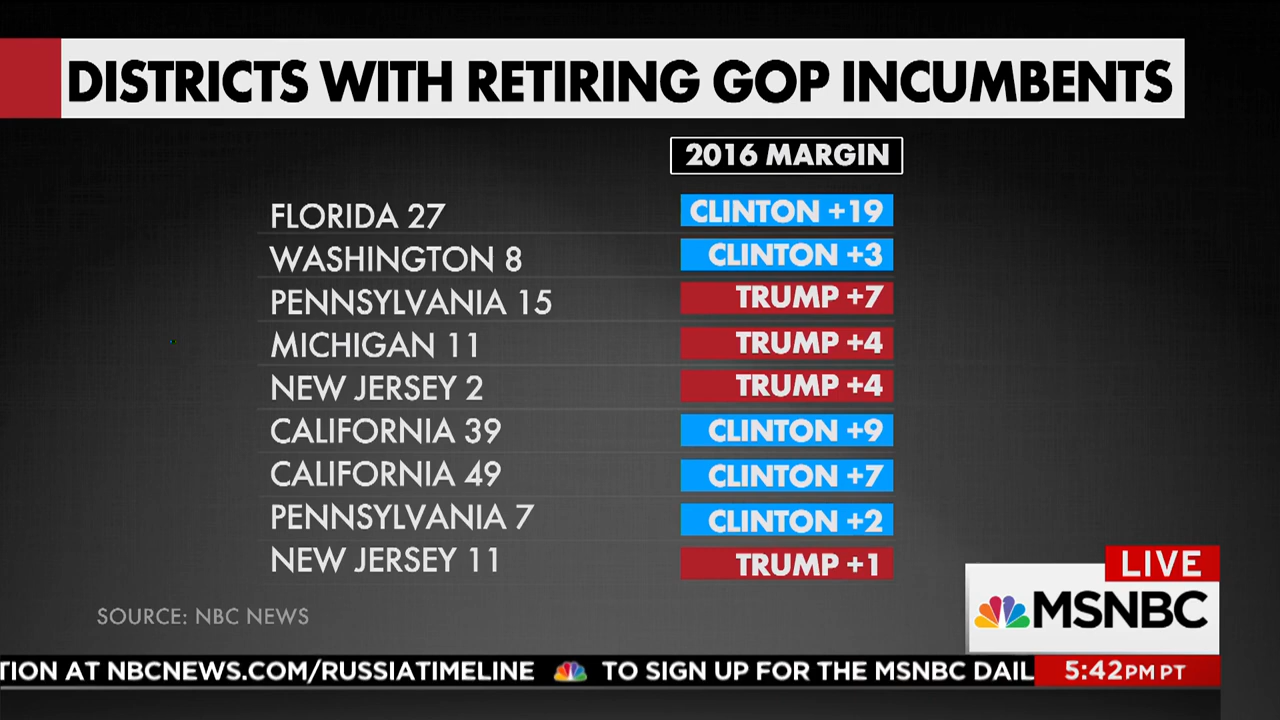 DISTRICTS WITH RETIRING GOP INCUMBENTS
2016 MARGIN
FLORIDA 27 CLINTON +19
WASHINGTON 8 CLINTON +3
PENNSYLVANIA 15 TRUMP +7
MICHIGAN 11 TRUMP +4
NEW JERSEY 2 TRUMP +4
CALIFORNIA 39 CLINTON +9
CALIFORNIA 49 CLINTON +7
PENNSYLVANIA 7 CLINTON +2
NEW JERSEY 11 TRUMP +1
LIVE
MSNBC
SOURCE: NBC NEWS
TION AT NBCNEWS.COM/RUSSIATIMELINE TO SIGN UP FOR THE MSNBC DAIL 5:42PM PT